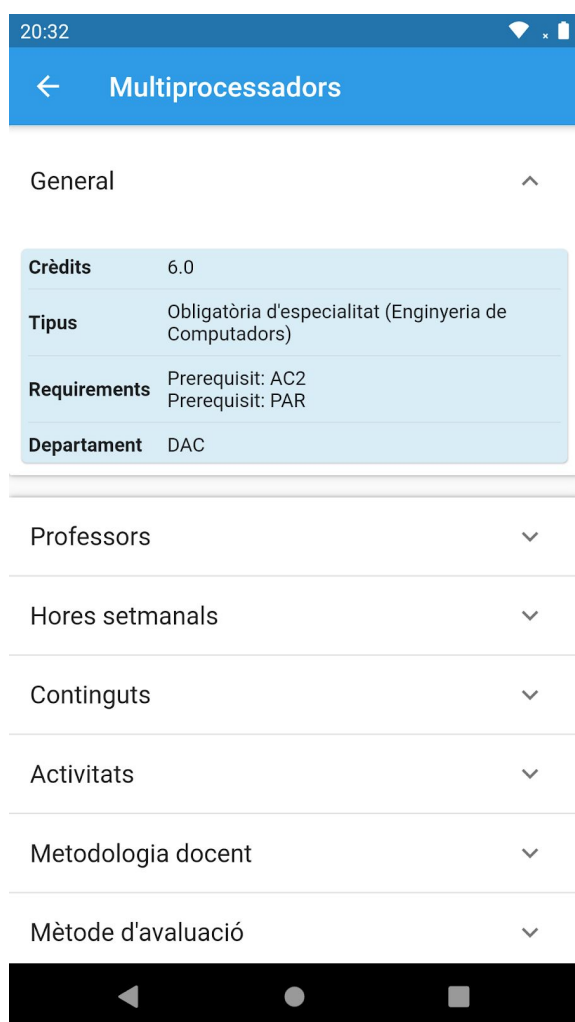 20:32
Multiprocessadors
General
Crèdits 6.0
Tipus Obligatòria d'especialitat (Enginyeria de
Computadors)
Requirements Prerequisit: AC2
Prerequisit: PAR
Departament DAC
Professors
Hores setmanals
Continguts
Activitats
Metodologia docent
Mètode d'avaluació